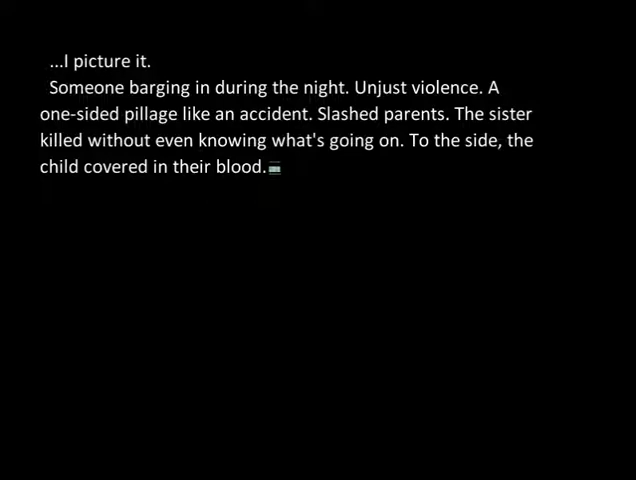 ...I picture it.
Someone barging in during the night. Unjust violence. A
one-sided pillage like an accident. Slashed parents. The sister
killed without even knowing what's going on. To the side, the
child covered in their blood.